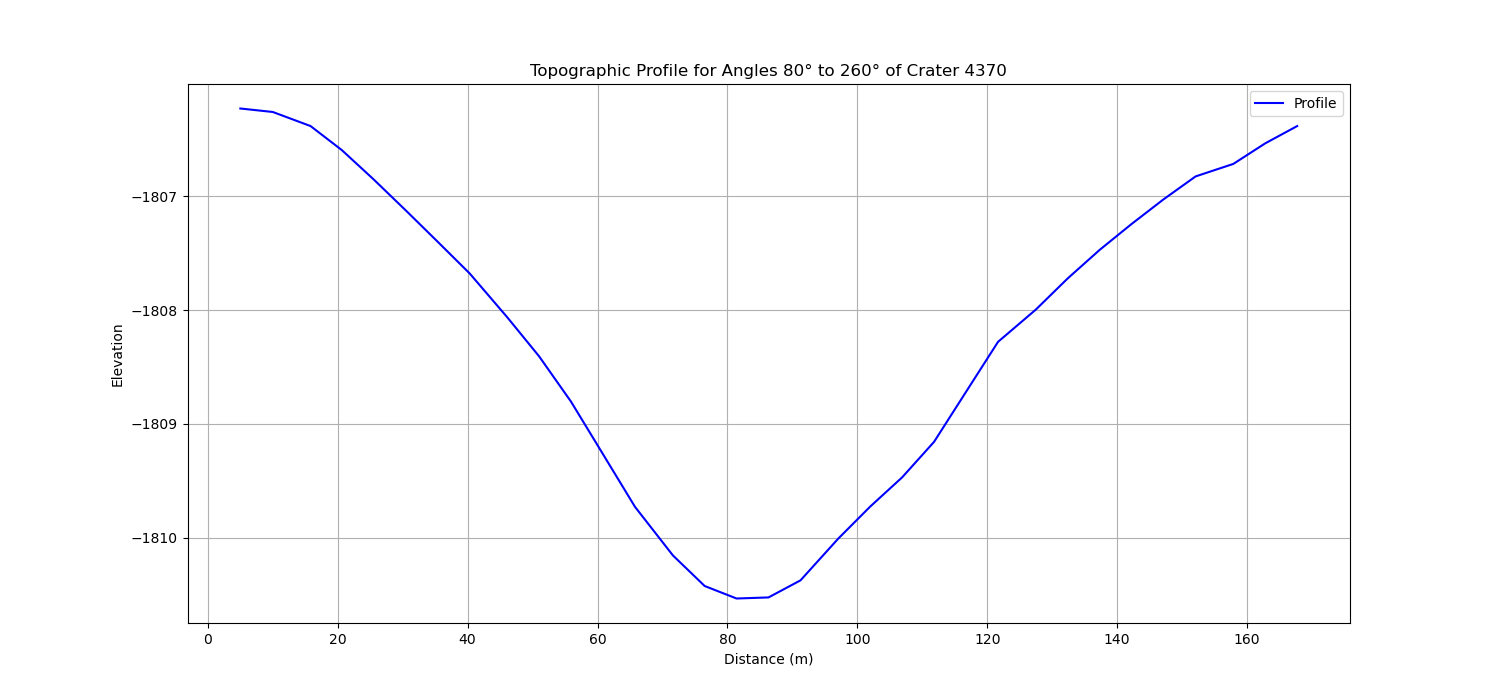 Topographic Profile for Angles 80° to 260° of Crater 4370
Profile
−1807
−1808
−1809
−1810
Elevation
0 20 40 60 80 100 120 140 160
Distance (m)